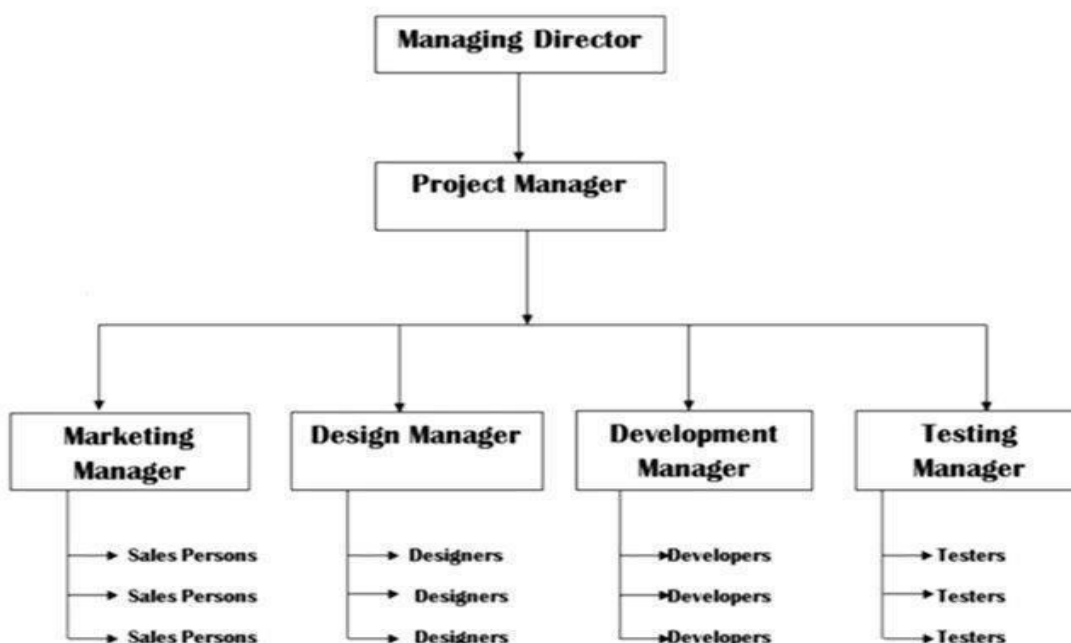 Managing Director
Project Manager
Marketing
Manager
Design Manager
Development
Manager
Testing
Manager
Sales Persons
Designers
Developers
Testers
Sales Persons
Designers
Developers
Testers
Sales Persons
Designers
Developers
Testers